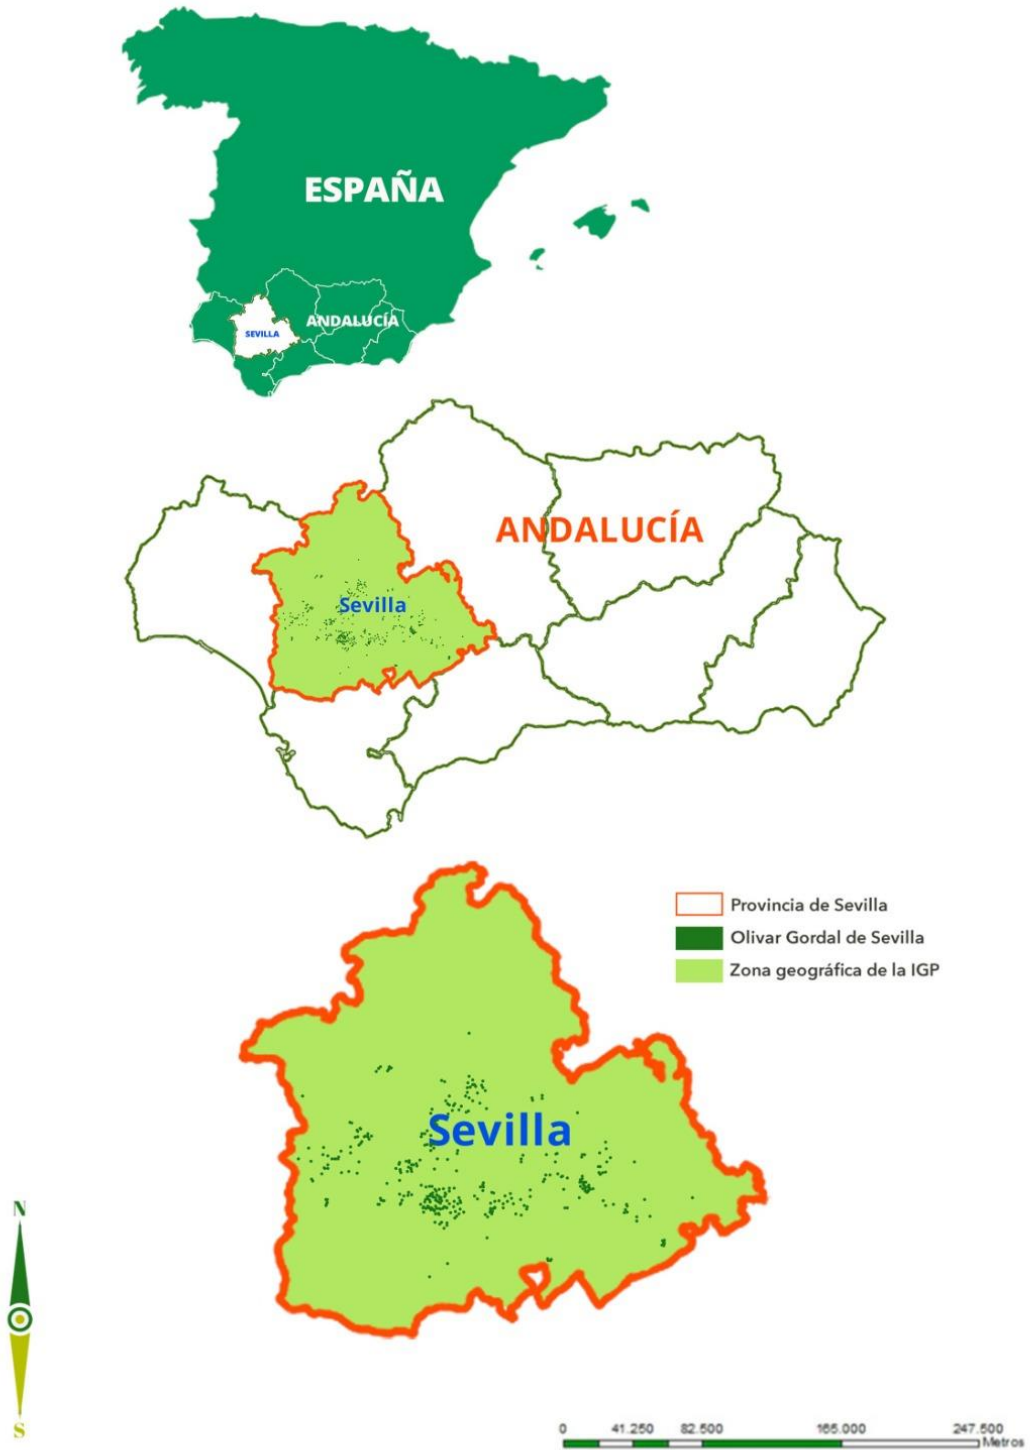 ESPAÑA
ANDALUCÍA
SEVILLA
ANDALUCÍA
Sevilla
Provincia de Sevilla
Olivar Gordal de Sevilla
Zona geográfica de la IGP
Sevilla
N
S
0 41.250 82.500 165.000 247.500
Metros